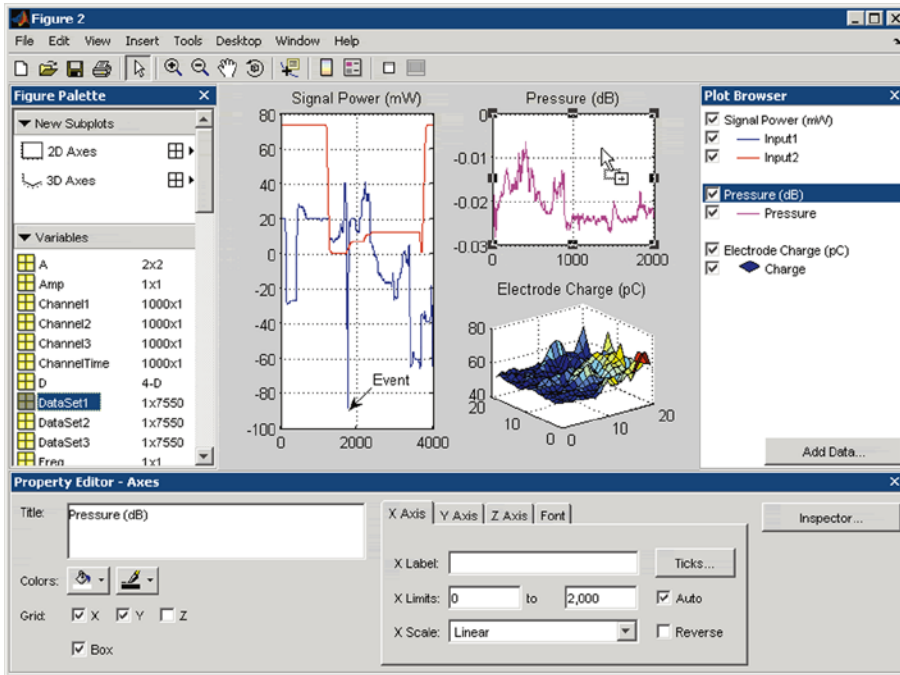 Figure 2
File Edit View Insert Tools Desktop Window Help
Figure Palette
New Subplots
2D Axes
3D Axes
Variables
A 2x2
Amp 1x1
Channel1 1000x1
Channel2 1000x1
Channel3 1000x1
ChannelTime 1000x1
D 4-D
DataSet1 1x7550
DataSet2 1x7550
DataSet3 1x7550
Freq 1x1
Signal Power (mW)
80
60
40
20
0
-20
-40
-60
-80
-100
0 2000 4000
Event
Pressure (dB)
0
-0.01
-0.02
-0.03
0 1000 2000
Electrode Charge (pC)
80
60
40
20 10 0
0 10 20
Plot Browser
Signal Power (mW)
Input1
Input2
Pressure (dB)
Pressure
Electrode Charge (pC)
Charge
Add Data...
Property Editor - Axes
Title: Pressure (dB)
Colors:
Grid: X Y Z
Box
X Axis Y Axis Z Axis Font
X Label: Ticks...
X Limits: 0 to 2,000 Auto
X Scale: Linear Reverse
Inspector...